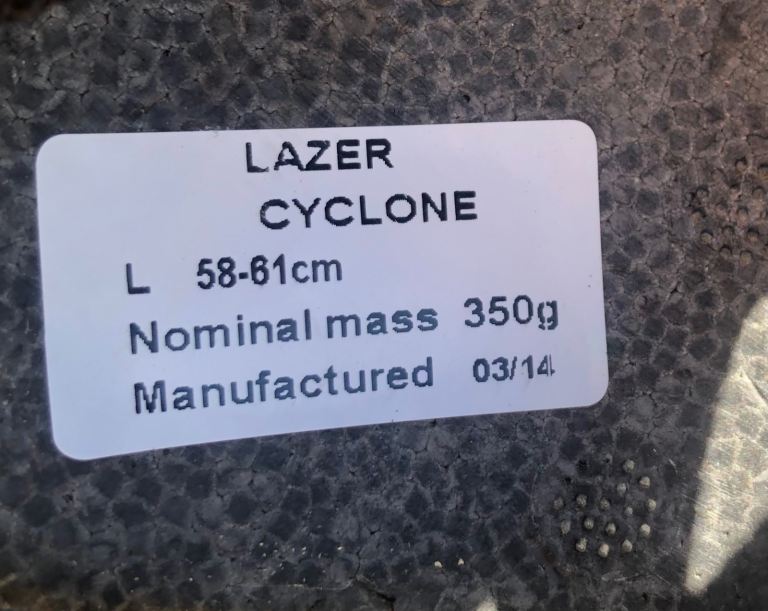 LAZER
CYCLONE
L 58-61cm
Nominal mass 350g
Manufactured 03/14